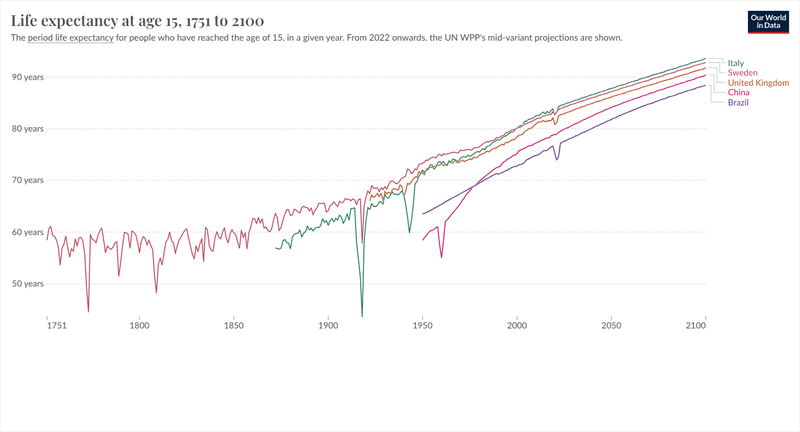 Life expectancy at age 15, 1751 to 2100
Our World
in Data
The period life expectancy for people who have reached the age of 15, in a given year. From 2022 onwards, the UN WPP's mid-variant projections are shown.
90 years
80 years
70 years
60 years
50 years
Italy
Sweden
United Kingdom
China
Brazil
1751
1800
1850
1900
1950
2000
2050
2100